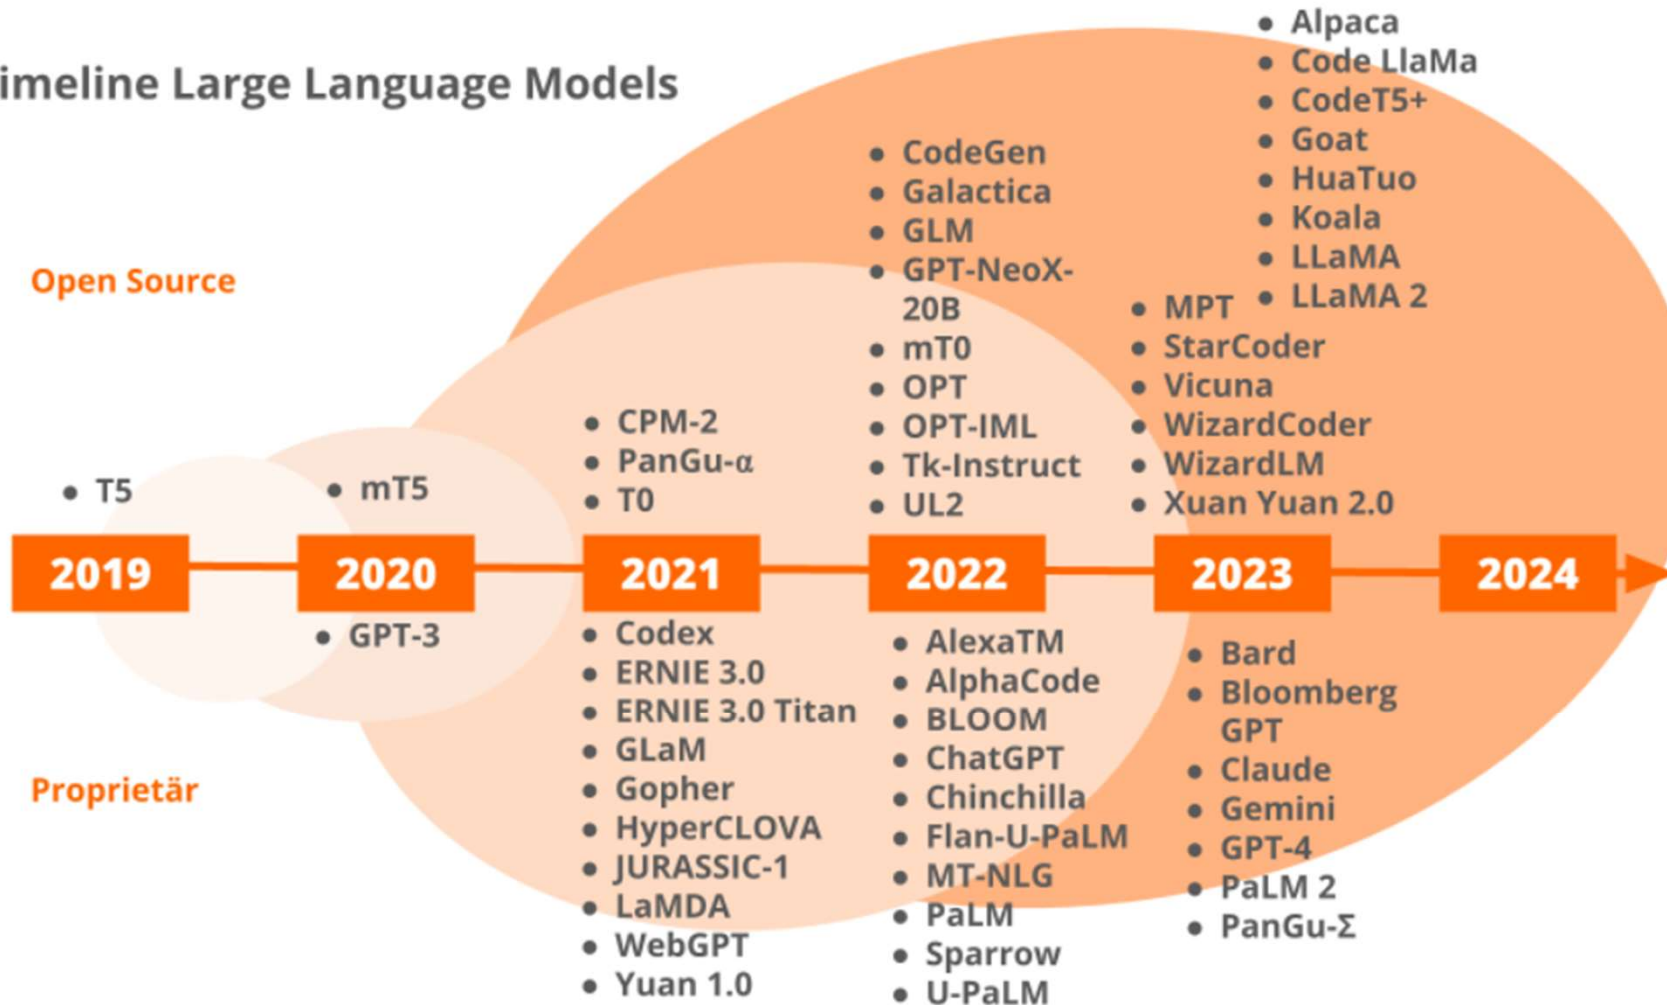 imeline Large Language Models
Open Source
Alpaca
Code LlaMa
CodeT5+
Goat
HuaTuo
Koala
LLaMA
LLaMA 2
CodeGen
Galactica
GLM
GPT-NeoX-
20B
mT0
OPT
OPT-IML
Tk-Instruct
UL2
MPT
StarCoder
Vicuna
WizardCoder
WizardLM
Xuan Yuan 2.0
CPM-2
PanGu-α
T0
T5
mT5
2019
2020
2021
2022
2023
2024
GPT-3
Codex
ERNIE 3.0
ERNIE 3.0 Titan
GLaM
Gopher
HyperCLOVA
JURASSIC-1
LaMDA
WebGPT
Yuan 1.0
AlexaTM
AlphaCode
BLOOM
ChatGPT
Chinchilla
Flan-U-PaLM
MT-NLG
PaLM
Sparrow
U-PaLM
Bard
Bloomberg
GPT
Claude
Gemini
GPT-4
PaLM 2
PanGu-Σ
Proprietär